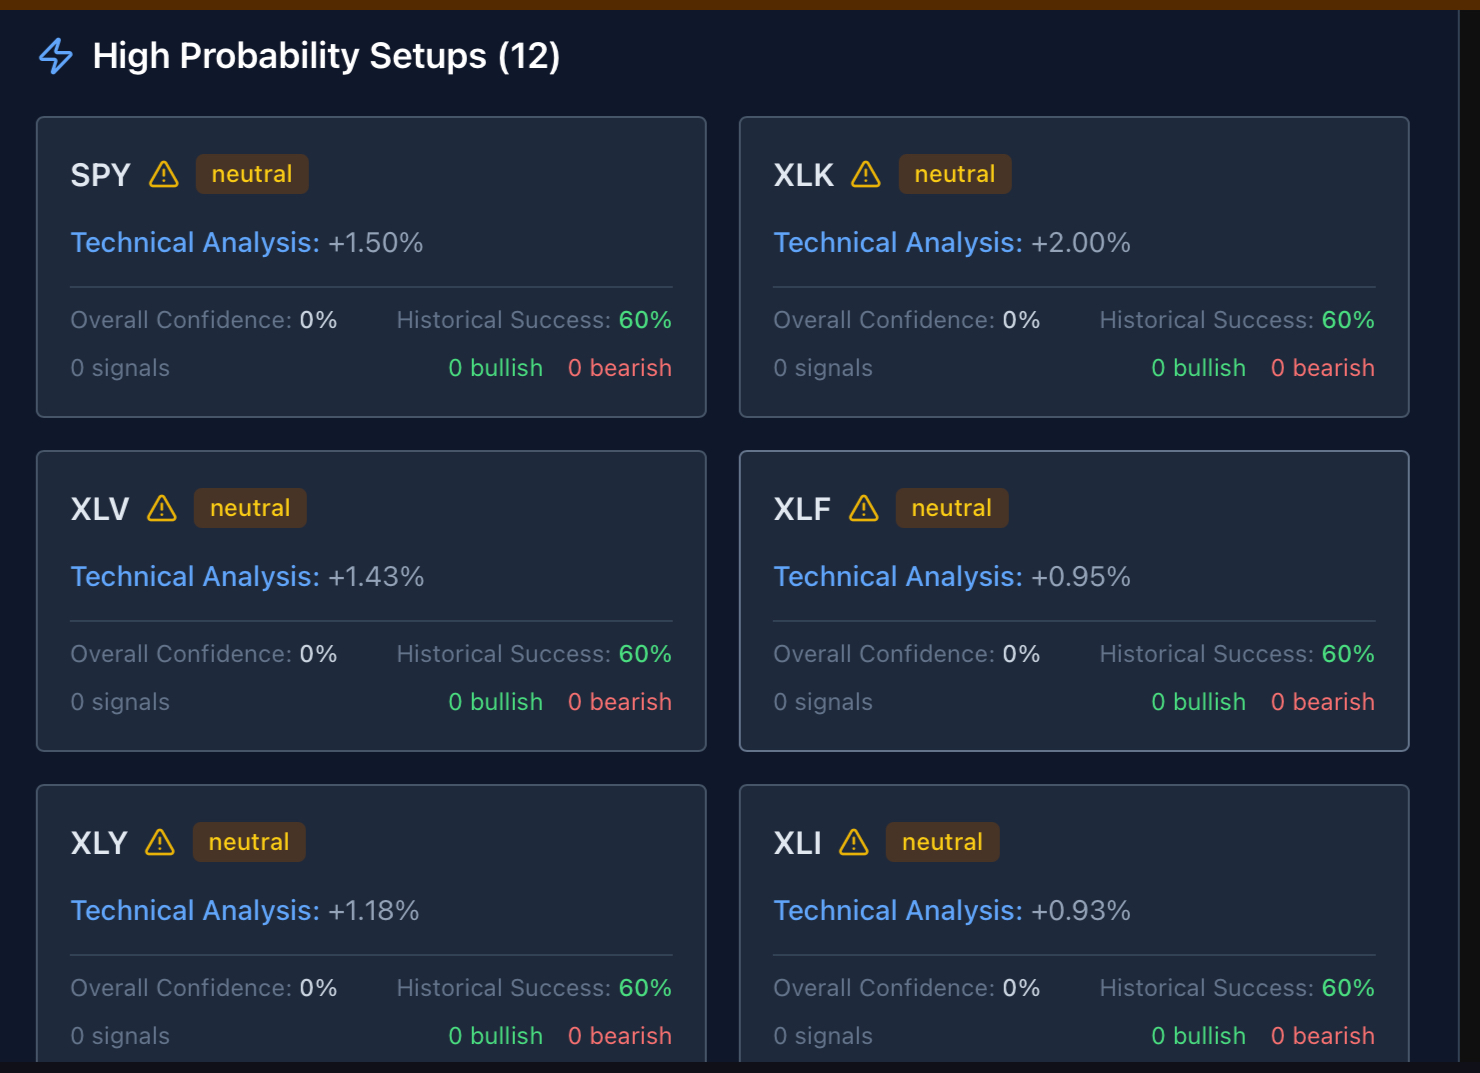 High Probability Setups (12)
SPY neutral
Technical Analysis: +1.50%
Overall Confidence: 0% Historical Success: 60%
0 signals 0 bullish 0 bearish
XLK neutral
Technical Analysis: +2.00%
Overall Confidence: 0% Historical Success: 60%
0 signals 0 bullish 0 bearish
XLV neutral
Technical Analysis: +1.43%
Overall Confidence: 0% Historical Success: 60%
0 signals 0 bullish 0 bearish
XLF neutral
Technical Analysis: +0.95%
Overall Confidence: 0% Historical Success: 60%
0 signals 0 bullish 0 bearish
XLY neutral
Technical Analysis: +1.18%
Overall Confidence: 0% Historical Success: 60%
0 signals 0 bullish 0 bearish
XLI neutral
Technical Analysis: +0.93%
Overall Confidence: 0% Historical Success: 60%
0 signals 0 bullish 0 bearish